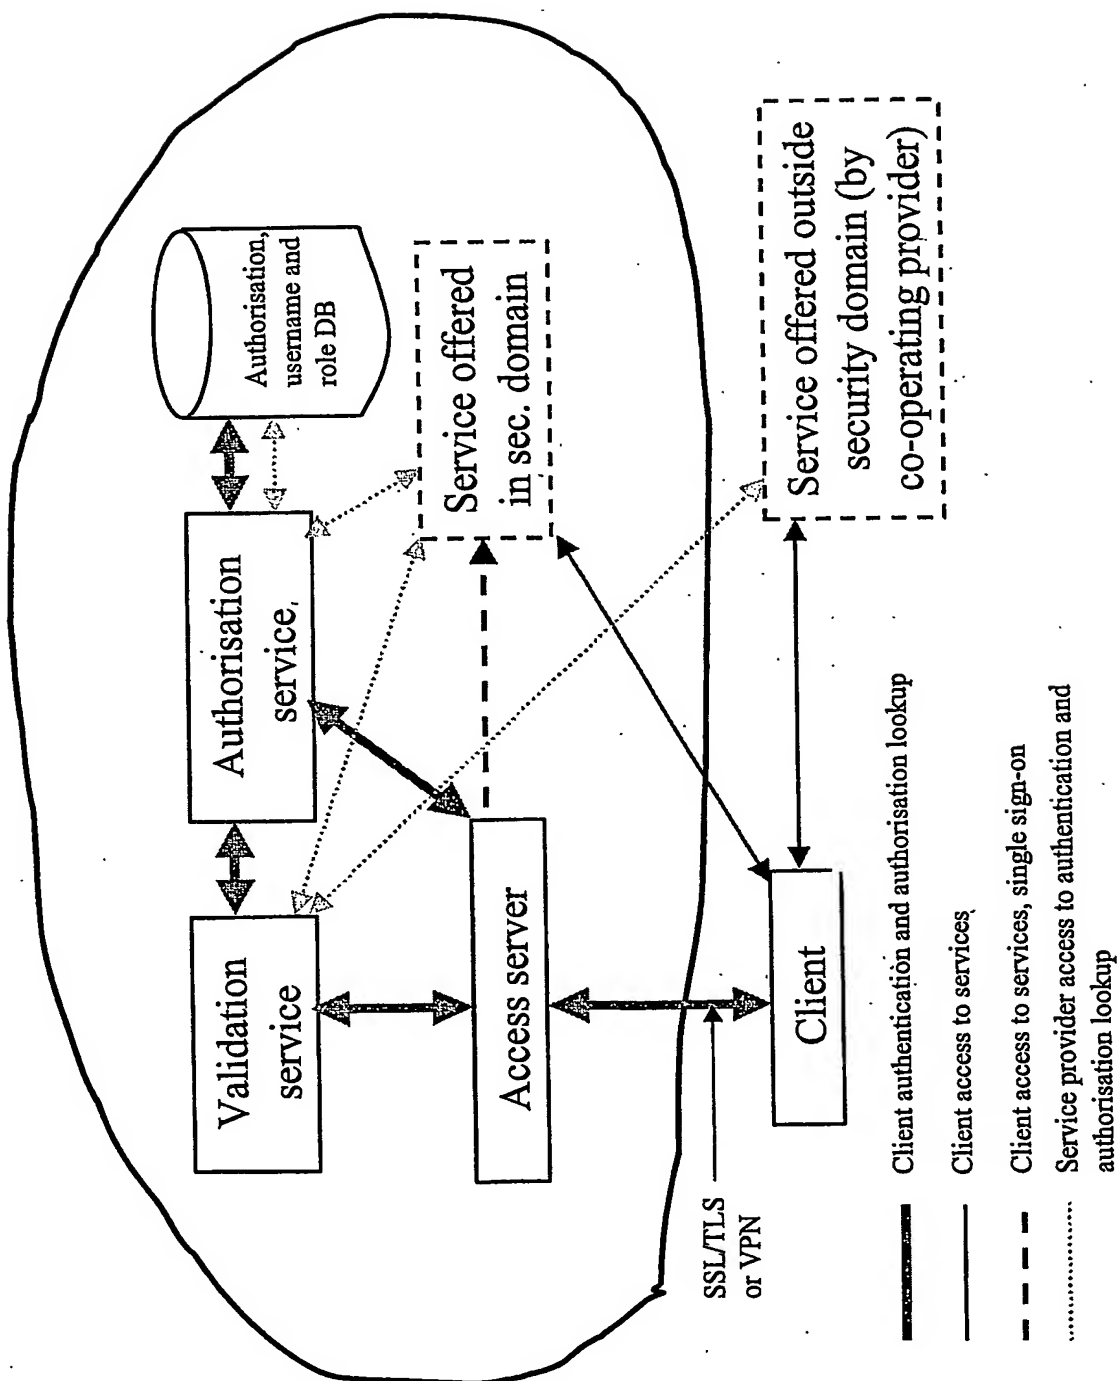 Validation
service
Authorisation
service,
Authorisation,
username and
role DB
Access server
Service offered
in sec. domain
SSL/TLS
or VPN
Client
Service offered outside
security domain (by
co-operating provider)
Client authentication and authorisation lookup
Client access to services
Client access to services, single sign-on
Service provider access to authentication and
authorisation lookup